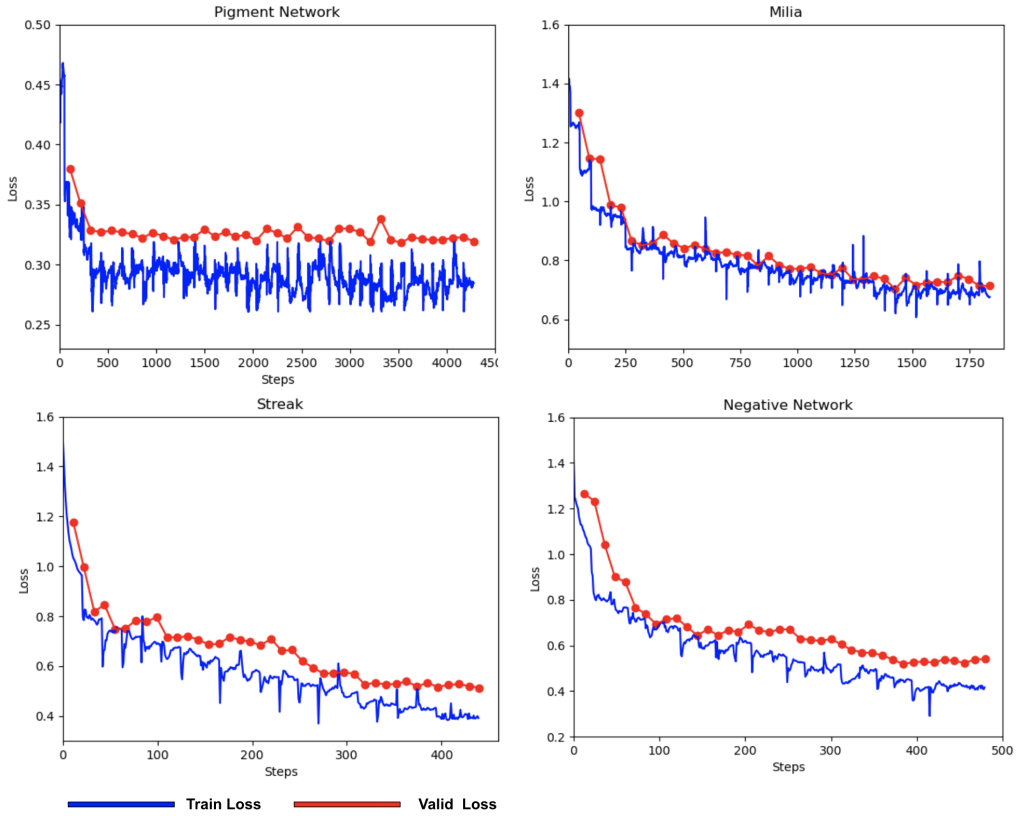 Pigment Network
0.50
0.45
0.40
0.35
0.30
0.25
Loss
0 500 1000 1500 2000 2500 3000 3500 4000 450
Steps
Milia
1.6
1.4
1.2
1.0
0.8
0.6
Loss
0 250 500 750 1000 1250 1500 1750
Steps
Streak
1.6
1.4
1.2
1.0
0.8
0.6
0.4
Loss
0 100 200 300 400
Steps
Negative Network
1.6
1.4
1.2
1.0
0.8
0.6
0.4
0.2
Loss
0 100 200 300 400 500
Steps
Train Loss Valid Loss